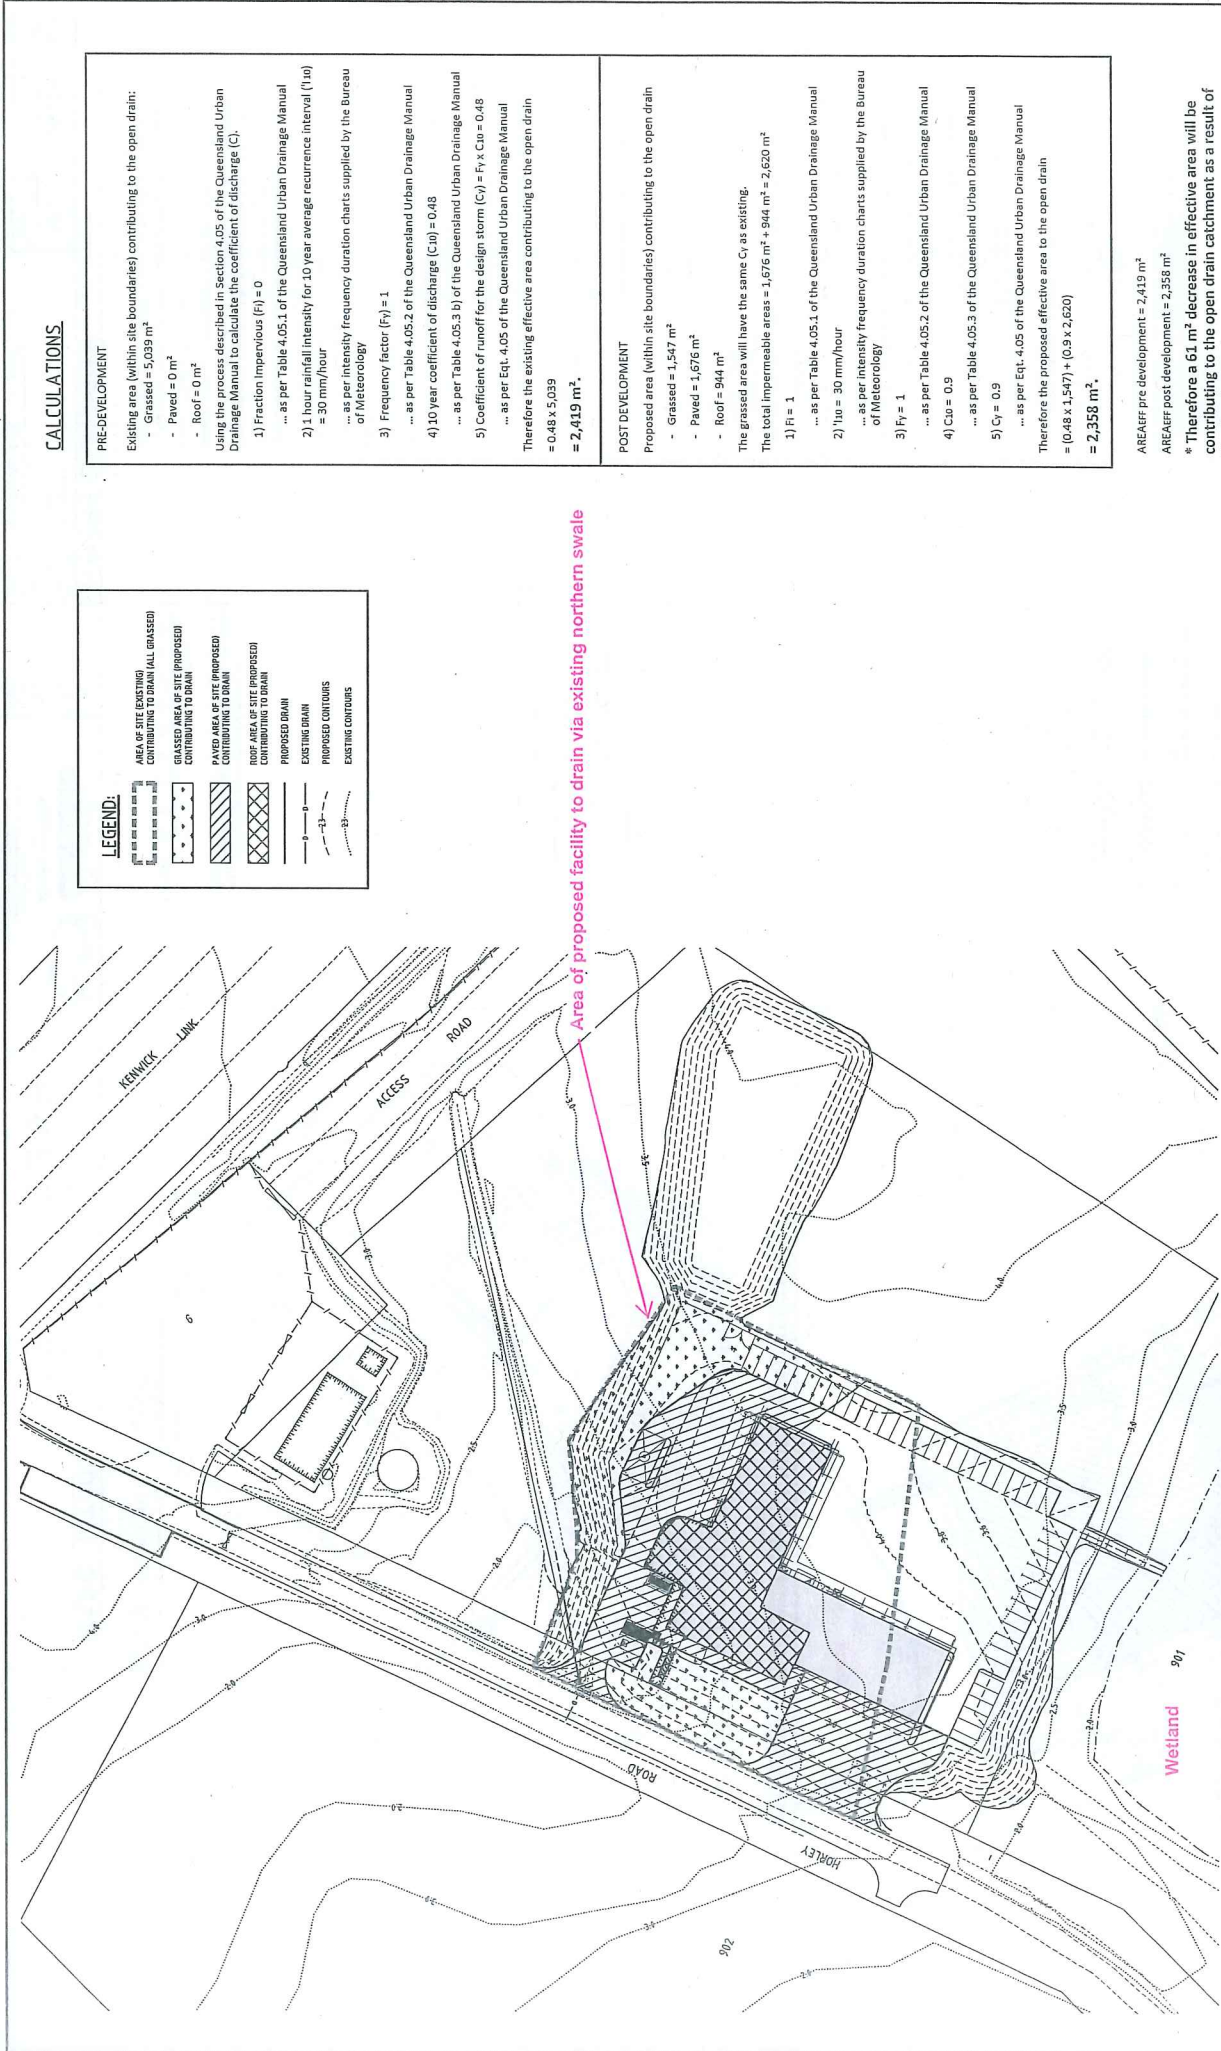 CALCULATIONS
PRE-DEVELOPMENT
Existing area (within site boundaries) contributing to the open drain:
- Grassed = 5,039 m²
- Paved = 0 m²
- Roof = 0 m²
Using the process described in Section 4.05 of the Queensland Urban
Drainage Manual to calculate the coefficient of discharge (C).
1) Fraction Impervious (Fi) = 0
... as per Table 4.05.1 of the Queensland Urban Drainage Manual
2) 1 hour rainfall intensity for 10 year average recurrence interval (¹I10)
= 30 mm/hour
... as per intensity frequency duration charts supplied by the Bureau
of Meteorology
3) Frequency factor (Fy) = 1
... as per Table 4.05.2 of the Queensland Urban Drainage Manual
4) 10 year coefficient of discharge (C10) = 0.48
... as per Table 4.05.3 b) of the Queensland Urban Drainage Manual
5) Coefficient of runoff for the design storm (Cy) = Fy x C10 = 0.48
... as per Eqt. 4.05 of the Queensland Urban Drainage Manual
Therefore the existing effective area contributing to the open drain
= 0.48 x 5,039
= 2,419 m².
POST DEVELOPMENT
Proposed area (within site boundaries) contributing to the open drain
- Grassed = 1,547 m²
- Paved = 1,676 m²
- Roof = 944 m²
The grassed area will have the same Cy as existing.
The total impermeable areas = 1,676 m² + 944 m² = 2,620 m²
1) Fi = 1
... as per Table 4.05.1 of the Queensland Urban Drainage Manual
2) ¹I10 = 30 mm/hour
... as per intensity frequency duration charts supplied by the Bureau
of Meteorology
3) Fy = 1
... as per Table 4.05.2 of the Queensland Urban Drainage Manual
4) C10 = 0.9
... as per Table 4.05.3 of the Queensland Urban Drainage Manual
5) Cy = 0.9
... as per Eqt. 4.05 of the Queensland Urban Drainage Manual
Therefore the proposed effective area to the open drain
= (0.48 x 1,547) + (0.9 x 2,620)
= 2,358 m².
AREAEFF pre development = 2,419 m²
AREAEFF post development = 2,358 m²
* Therefore a 61 m² decrease in effective area will be
contributing to the open drain catchment as a result of
LEGEND:
AREA OF SITE (EXISTING)
CONTRIBUTING TO DRAIN (ALL GRASSED)
GRASSED AREA OF SITE (PROPOSED)
CONTRIBUTING TO DRAIN
PAVED AREA OF SITE (PROPOSED)
CONTRIBUTING TO DRAIN
ROOF AREA OF SITE (PROPOSED)
CONTRIBUTING TO DRAIN
PROPOSED DRAIN
D D EXISTING DRAIN
23 PROPOSED CONTOURS
23 EXISTING CONTOURS
Area of proposed facility to drain via existing northern swale
KENWICK LINK
ACCESS ROAD
6
HORLEY ROAD
902
901
Wetland